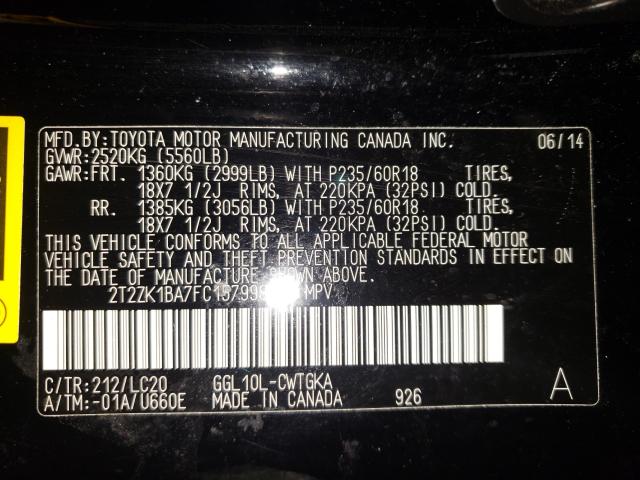 MFD.BY:TOYOTA MOTOR MANUFACTURING CANADA INC. 06/14
GVWR:2520KG (5560LB)
GAWR:FRT. 1360KG (2999LB) WITH P235/60R18 TIRES,
18X7 1/2J RIMS, AT 220KPA (32PSI) COLD.
RR. 1385KG (3056LB) WITH P235/60R18 TIRES,
18X7 1/2J RIMS, AT 220KPA (32PSI) COLD.
THIS VEHICLE CONFORMS TO ALL APPLICABLE FEDERAL MOTOR
VEHICLE SAFETY AND THEFT PREVENTION STANDARDS IN EFFECT ON
THE DATE OF MANUFACTURE SHOWN ABOVE.
MPV
C/TR:212/LC20 GGL10L-CWTGKA
A/TM:-01A/U660E MADE IN CANADA 926 A